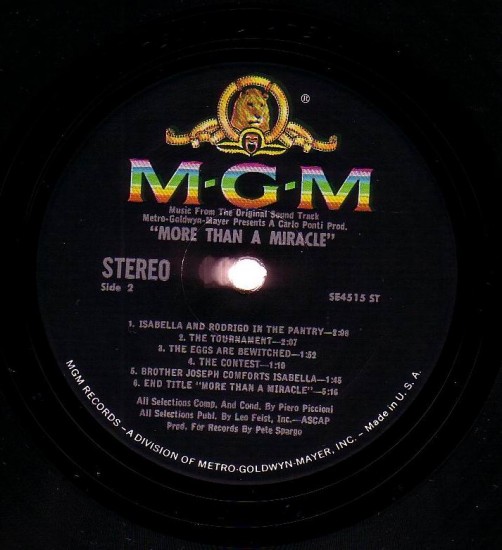 ®
M·G·M
Music From The Original Sound Track
Metro-Goldwyn-Mayer Presents A Carlo Ponti Prod.
"MORE THAN A MIRACLE"
STEREO
Side 2
SE4515 ST
1. ISABELLA AND RODRIGO IN THE PANTRY—2:08
2. THE TOURNAMENT—2:07
3. THE EGGS ARE BEWITCHED—1:52
4. THE CONTEST—1:10
5. BROTHER JOSEPH COMFORTS ISABELLA—1:45
6. END TITLE "MORE THAN A MIRACLE"—5:16
All Selections Comp. And Cond. By Piero Piccioni
All Selections Publ. By Leo Feist, Inc.—ASCAP
Prod. For Records By Pete Spargo
MGM RECORDS – A DIVISION OF METRO-GOLDWYN-MAYER, INC. – Made in U. S. A.